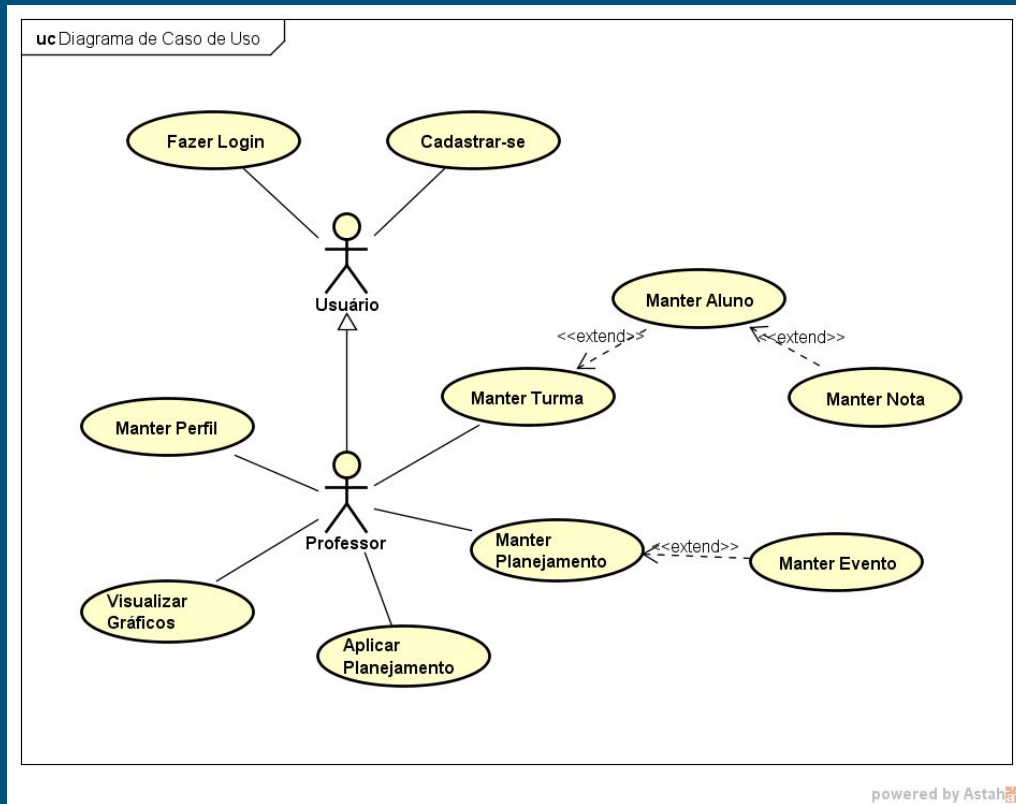 uc Diagrama de Caso de Uso
Fazer Login
Cadastrar-se
Usuário
Manter Aluno
<<extend>>
<<extend>>
Manter Turma
Manter Nota
Manter Perfil
Professor
Manter
Planejamento
<<extend>>
Manter Evento
Visualizar
Gráficos
Aplicar
Planejamento
powered by Astah